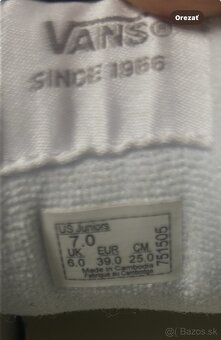 Orezať
VANS®
SINCE 1966
US Juniors
7.0
UK EUR CM
6.0 39.0 25.0
Made in Cambodia
Fabriqué au Cambodge
751505
© Bazos.sk